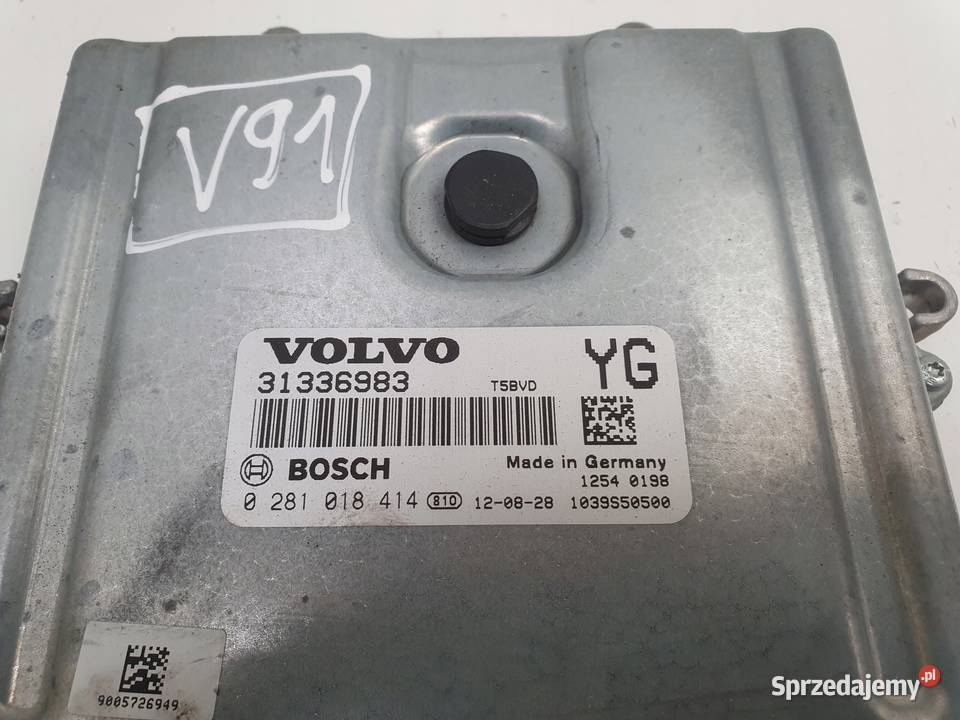 V91
VOLVO
31336983 T5BVD YG
BOSCH Made in Germany
1254 0198
0 281 018 414 810 12-08-28 1039S50500
9005726949
Sprzedajemy.pl